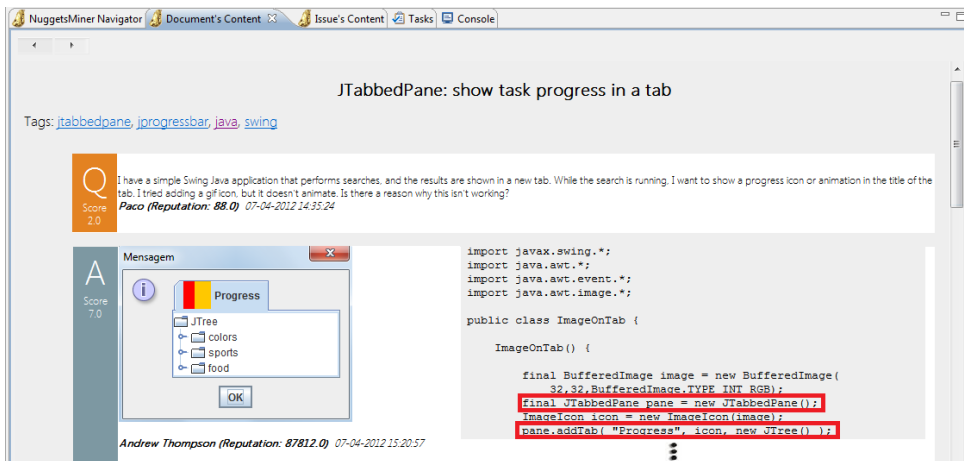 NuggetsMiner Navigator Document's Content Issue's Content Tasks Console
JTabbedPane: show task progress in a tab
Tags: jtabbedpane, jprogressbar, java, swing
Q
Score
2.0
I have a simple Swing Java application that performs searches, and the results are shown in a new tab. While the search is running, I want to show a progress icon or animation in the title of the
tab. I tried adding a gif icon, but it doesn't animate. Is there a reason why this isn't working?
Paco (Reputation: 88.0) 07-04-2012 14:35:24
A
Score
7.0
Mensagem
Progress
JTree
colors
sports
food
OK
Andrew Thompson (Reputation: 87812.0) 07-04-2012 15:20:57
import javax.swing.*;
import java.awt.*;
import java.awt.event.*;
import java.awt.image.*;
public class ImageOnTab {
ImageOnTab() {
final BufferedImage image = new BufferedImage(
32,32,BufferedImage.TYPE_INT_RGB);
final JTabbedPane pane = new JTabbedPane();
ImageIcon icon = new ImageIcon(image);
pane.addTab( "Progress", icon, new JTree() );